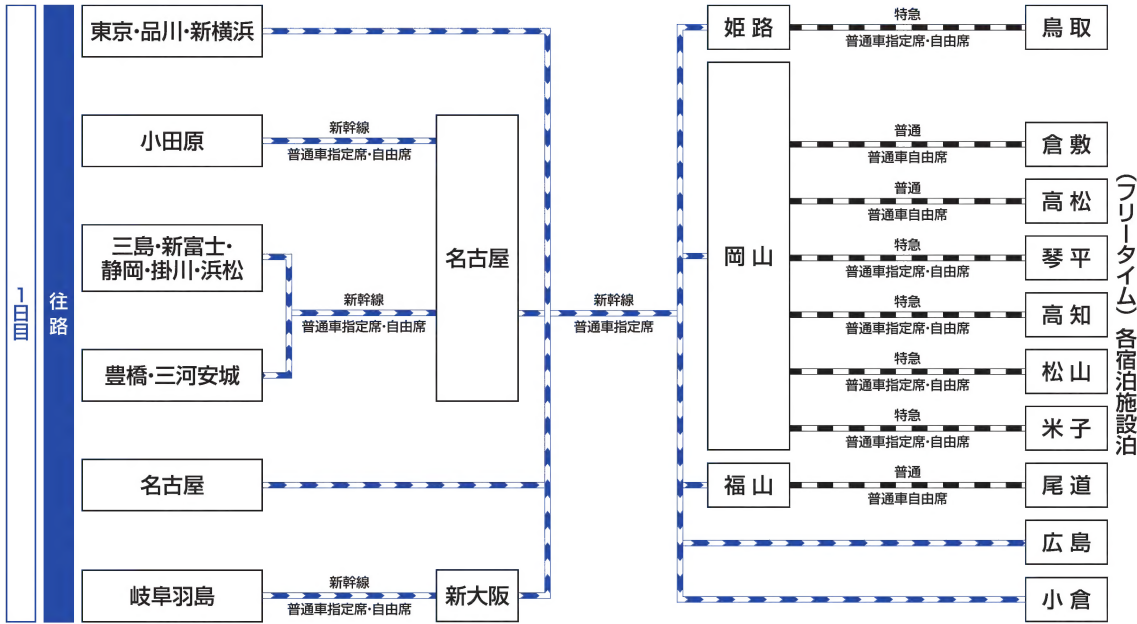 1日目
往路
東京・品川・新横浜
小田原
新幹線
普通車指定席・自由席
三島・新富士・
静岡・掛川・浜松
豊橋・三河安城
新幹線
普通車指定席・自由席
名古屋
名古屋
岐阜羽島
新幹線
普通車指定席・自由席
新大阪
新幹線
普通車指定席
姫路
特急
普通車指定席・自由席
鳥取
岡山
普通
普通車自由席
倉敷
普通
普通車自由席
高松
特急
普通車指定席・自由席
琴平
特急
普通車指定席・自由席
高知
特急
普通車指定席・自由席
松山
特急
普通車指定席・自由席
米子
福山
普通
普通車自由席
尾道
広島
小倉
(フリータイム)各宿泊施設泊